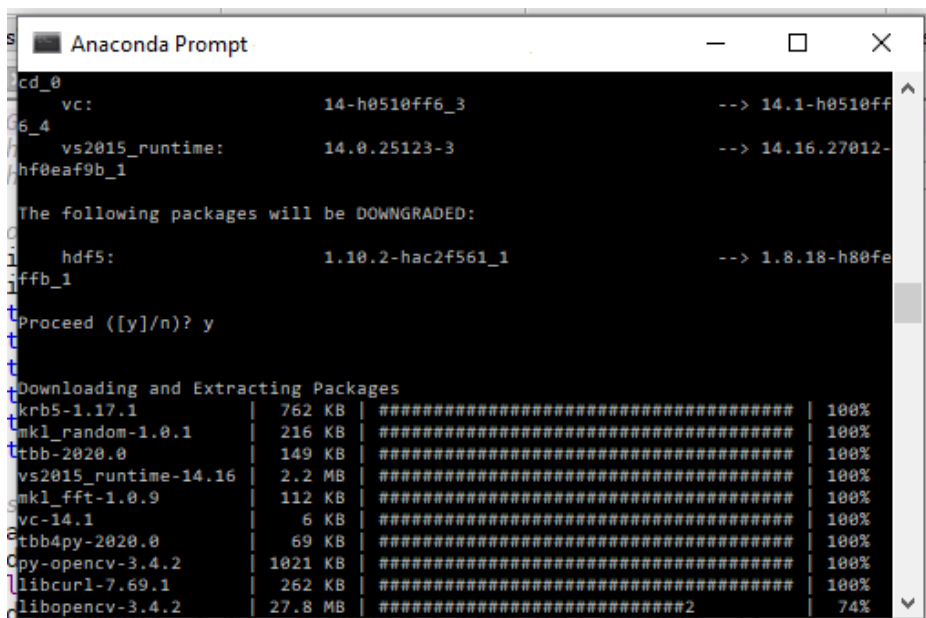 Anaconda Prompt
cd_0
vc: 14-h0510ff6_3 --> 14.1-h0510ff
6_4
vs2015_runtime: 14.0.25123-3 --> 14.16.27012-
hf0eaf9b_1
The following packages will be DOWNGRADED:
hdf5: 1.10.2-hac2f561_1 --> 1.8.18-h80fe
ffb_1
Proceed ([y]/n)? y
Downloading and Extracting Packages
krb5-1.17.1 | 762 KB | ###################################### | 100%
mkl_random-1.0.1 | 216 KB | ###################################### | 100%
tbb-2020.0 | 149 KB | ###################################### | 100%
vs2015_runtime-14.16 | 2.2 MB | ###################################### | 100%
mkl_fft-1.0.9 | 112 KB | ###################################### | 100%
vc-14.1 | 6 KB | ###################################### | 100%
tbb4py-2020.0 | 69 KB | ###################################### | 100%
py-opencv-3.4.2 | 1021 KB | ###################################### | 100%
libcurl-7.69.1 | 262 KB | ###################################### | 100%
libopencv-3.4.2 | 27.8 MB | ############################2 | 74%